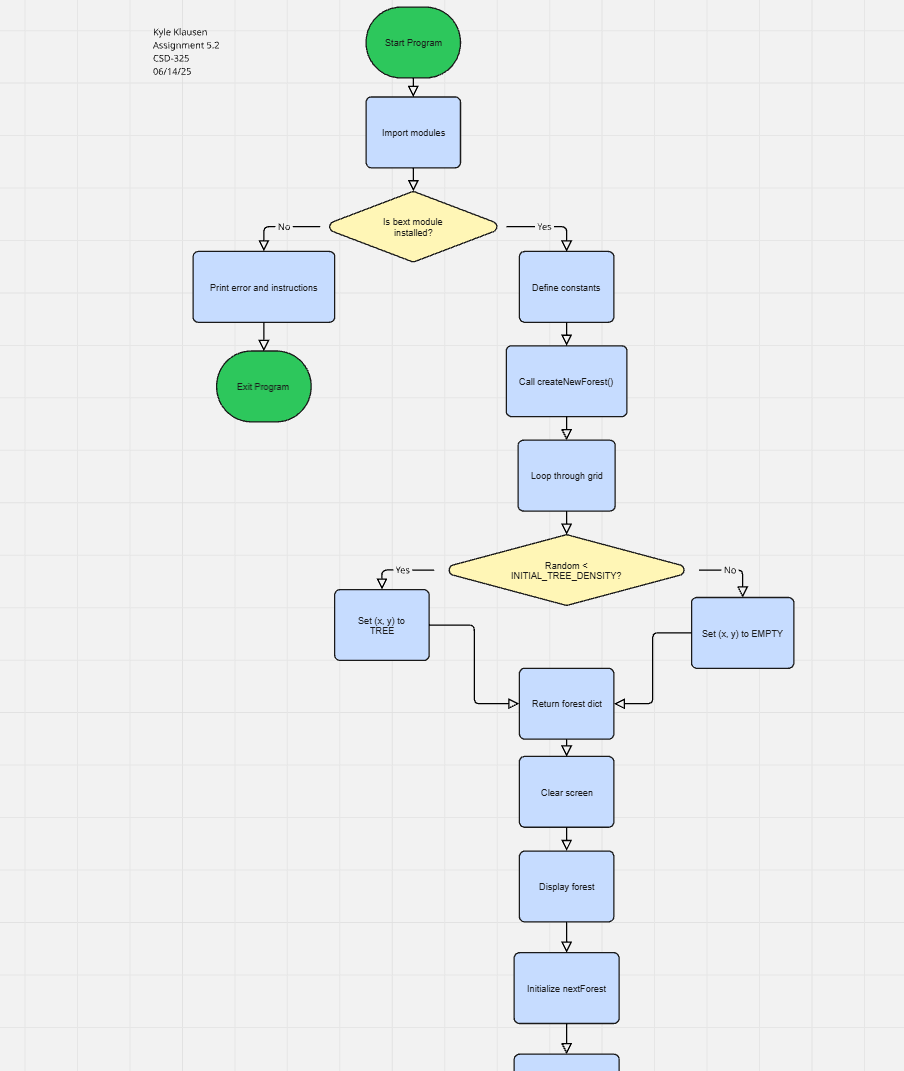 Kyle Klausen
Assignment 5.2
CSD-325
06/14/25
Start Program
Import modules
Is bext module
installed?
No
Yes
Print error and instructions
Define constants
Exit Program
Call createNewForest()
Loop through grid
Random <
INITIAL_TREE_DENSITY?
Yes
No
Set (x, y) to
TREE
Set (x, y) to EMPTY
Return forest dict
Clear screen
Display forest
Initialize nextForest